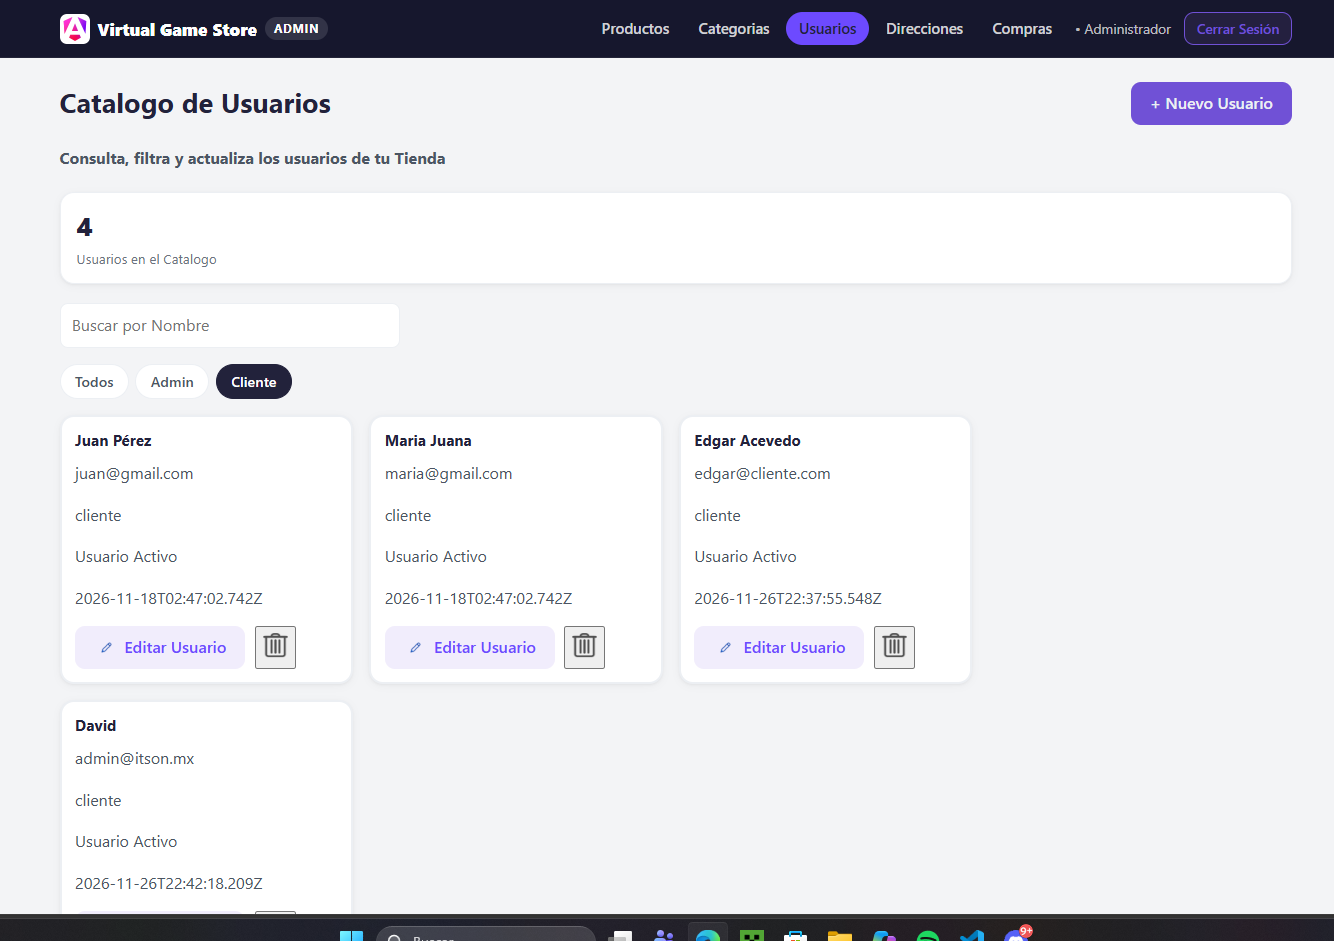 Virtual Game Store ADMIN Productos Categorias Usuarios Direcciones Compras • Administrador Cerrar Sesión
Catalogo de Usuarios
+ Nuevo Usuario
Consulta, filtra y actualiza los usuarios de tu Tienda
4
Usuarios en el Catalogo
Buscar por Nombre
Todos Admin Cliente
Juan Pérez
juan@gmail.com
cliente
Usuario Activo
2026-11-18T02:47:02.742Z
Editar Usuario
Maria Juana
maria@gmail.com
cliente
Usuario Activo
2026-11-18T02:47:02.742Z
Editar Usuario
Edgar Acevedo
edgar@cliente.com
cliente
Usuario Activo
2026-11-26T22:37:55.548Z
Editar Usuario
David
admin@itson.mx
cliente
Usuario Activo
2026-11-26T22:42:18.209Z
Buscar
9+